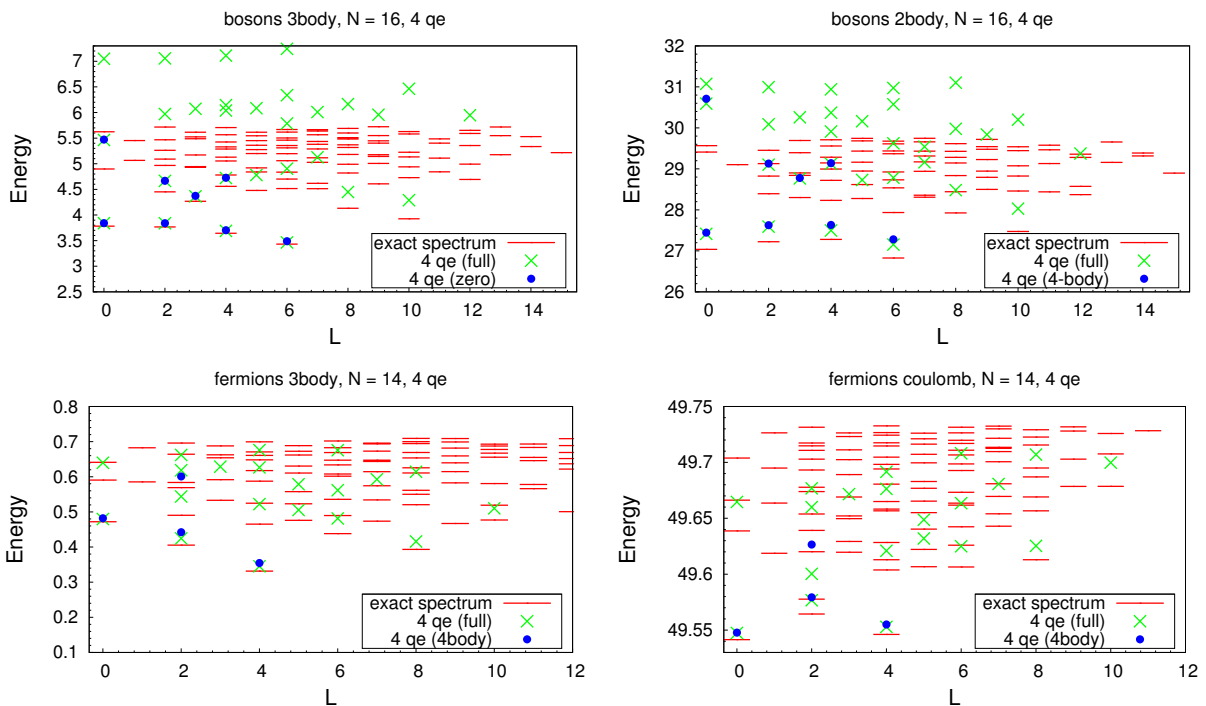 bosons 3body, N = 16, 4 qe
7
6.5
6
5.5
5
4.5
4
3.5
3
2.5
Energy
exact spectrum
4 qe (full)
4 qe (zero)
0 2 4 6 8 10 12 14
L
bosons 2body, N = 16, 4 qe
32
31
30
29
28
27
26
Energy
exact spectrum
4 qe (full)
4 qe (4-body)
0 2 4 6 8 10 12 14
L
fermions 3body, N = 14, 4 qe
0.8
0.7
0.6
0.5
0.4
0.3
0.2
0.1
Energy
exact spectrum
4 qe (full)
4 qe (4body)
0 2 4 6 8 10 12
L
fermions coulomb, N = 14, 4 qe
49.75
49.7
49.65
49.6
49.55
Energy
exact spectrum
4 qe (full)
4 qe (4body)
0 2 4 6 8 10 12
L